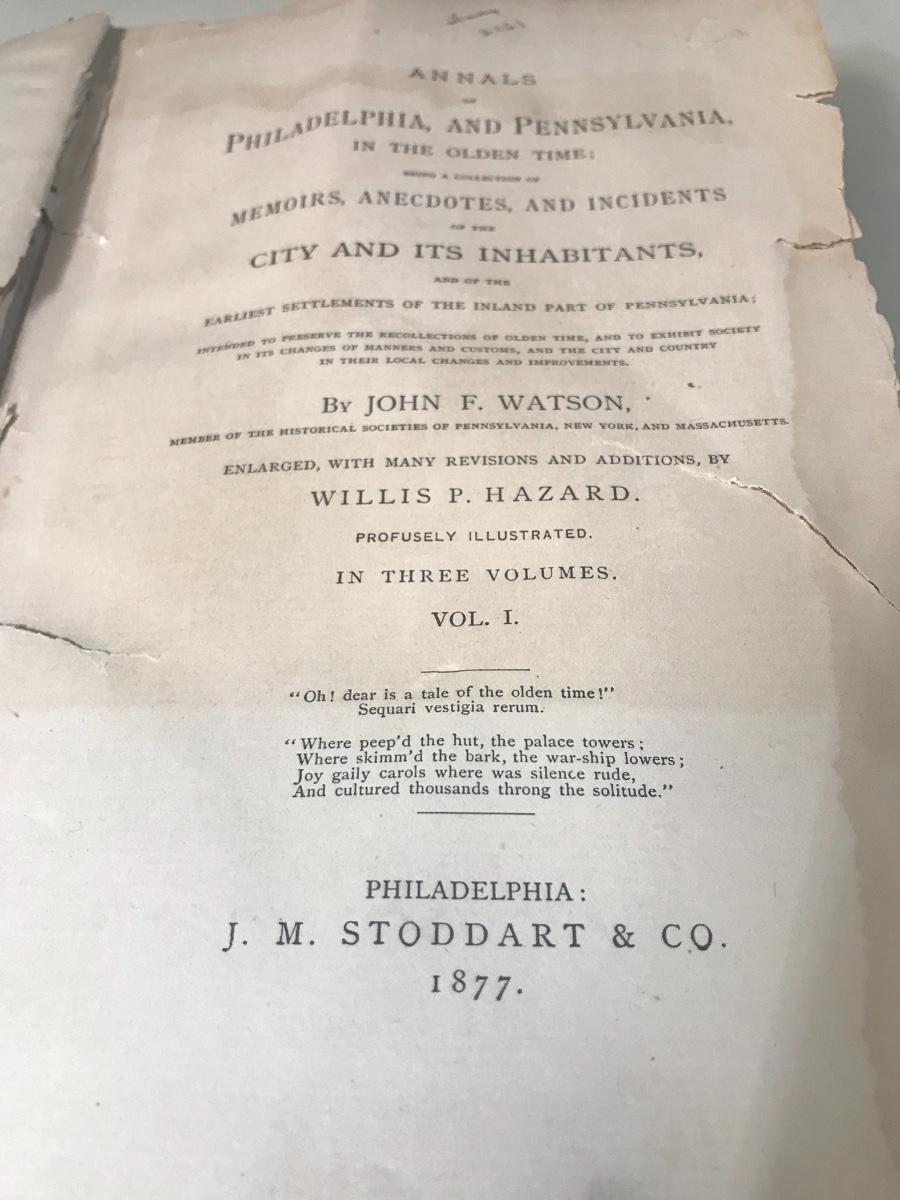 ANNALS
OF
PHILADELPHIA, AND PENNSYLVANIA,
IN THE OLDEN TIME;
BEING A COLLECTION OF
MEMOIRS, ANECDOTES, AND INCIDENTS
OF THE
CITY AND ITS INHABITANTS,
AND OF THE
EARLIEST SETTLEMENTS OF THE INLAND PART OF PENNSYLVANIA;
INTENDED TO PRESERVE THE RECOLLECTIONS OF OLDEN TIME, AND TO EXHIBIT SOCIETY
IN ITS CHANGES OF MANNERS AND CUSTOMS, AND THE CITY AND COUNTRY
IN THEIR LOCAL CHANGES AND IMPROVEMENTS.
BY JOHN F. WATSON,
MEMBER OF THE HISTORICAL SOCIETIES OF PENNSYLVANIA, NEW YORK, AND MASSACHUSETTS.
ENLARGED, WITH MANY REVISIONS AND ADDITIONS, BY
WILLIS P. HAZARD.
PROFUSELY ILLUSTRATED.
IN THREE VOLUMES.
VOL. I.
“Oh! dear is a tale of the olden time!”
Sequari vestigia rerum.
“Where peep’d the hut, the palace towers;
Where skimm’d the bark, the war-ship lowers;
Joy gaily carols where was silence rude,
And cultured thousands throng the solitude.”
PHILADELPHIA:
J. M. STODDART & CO.
1877.